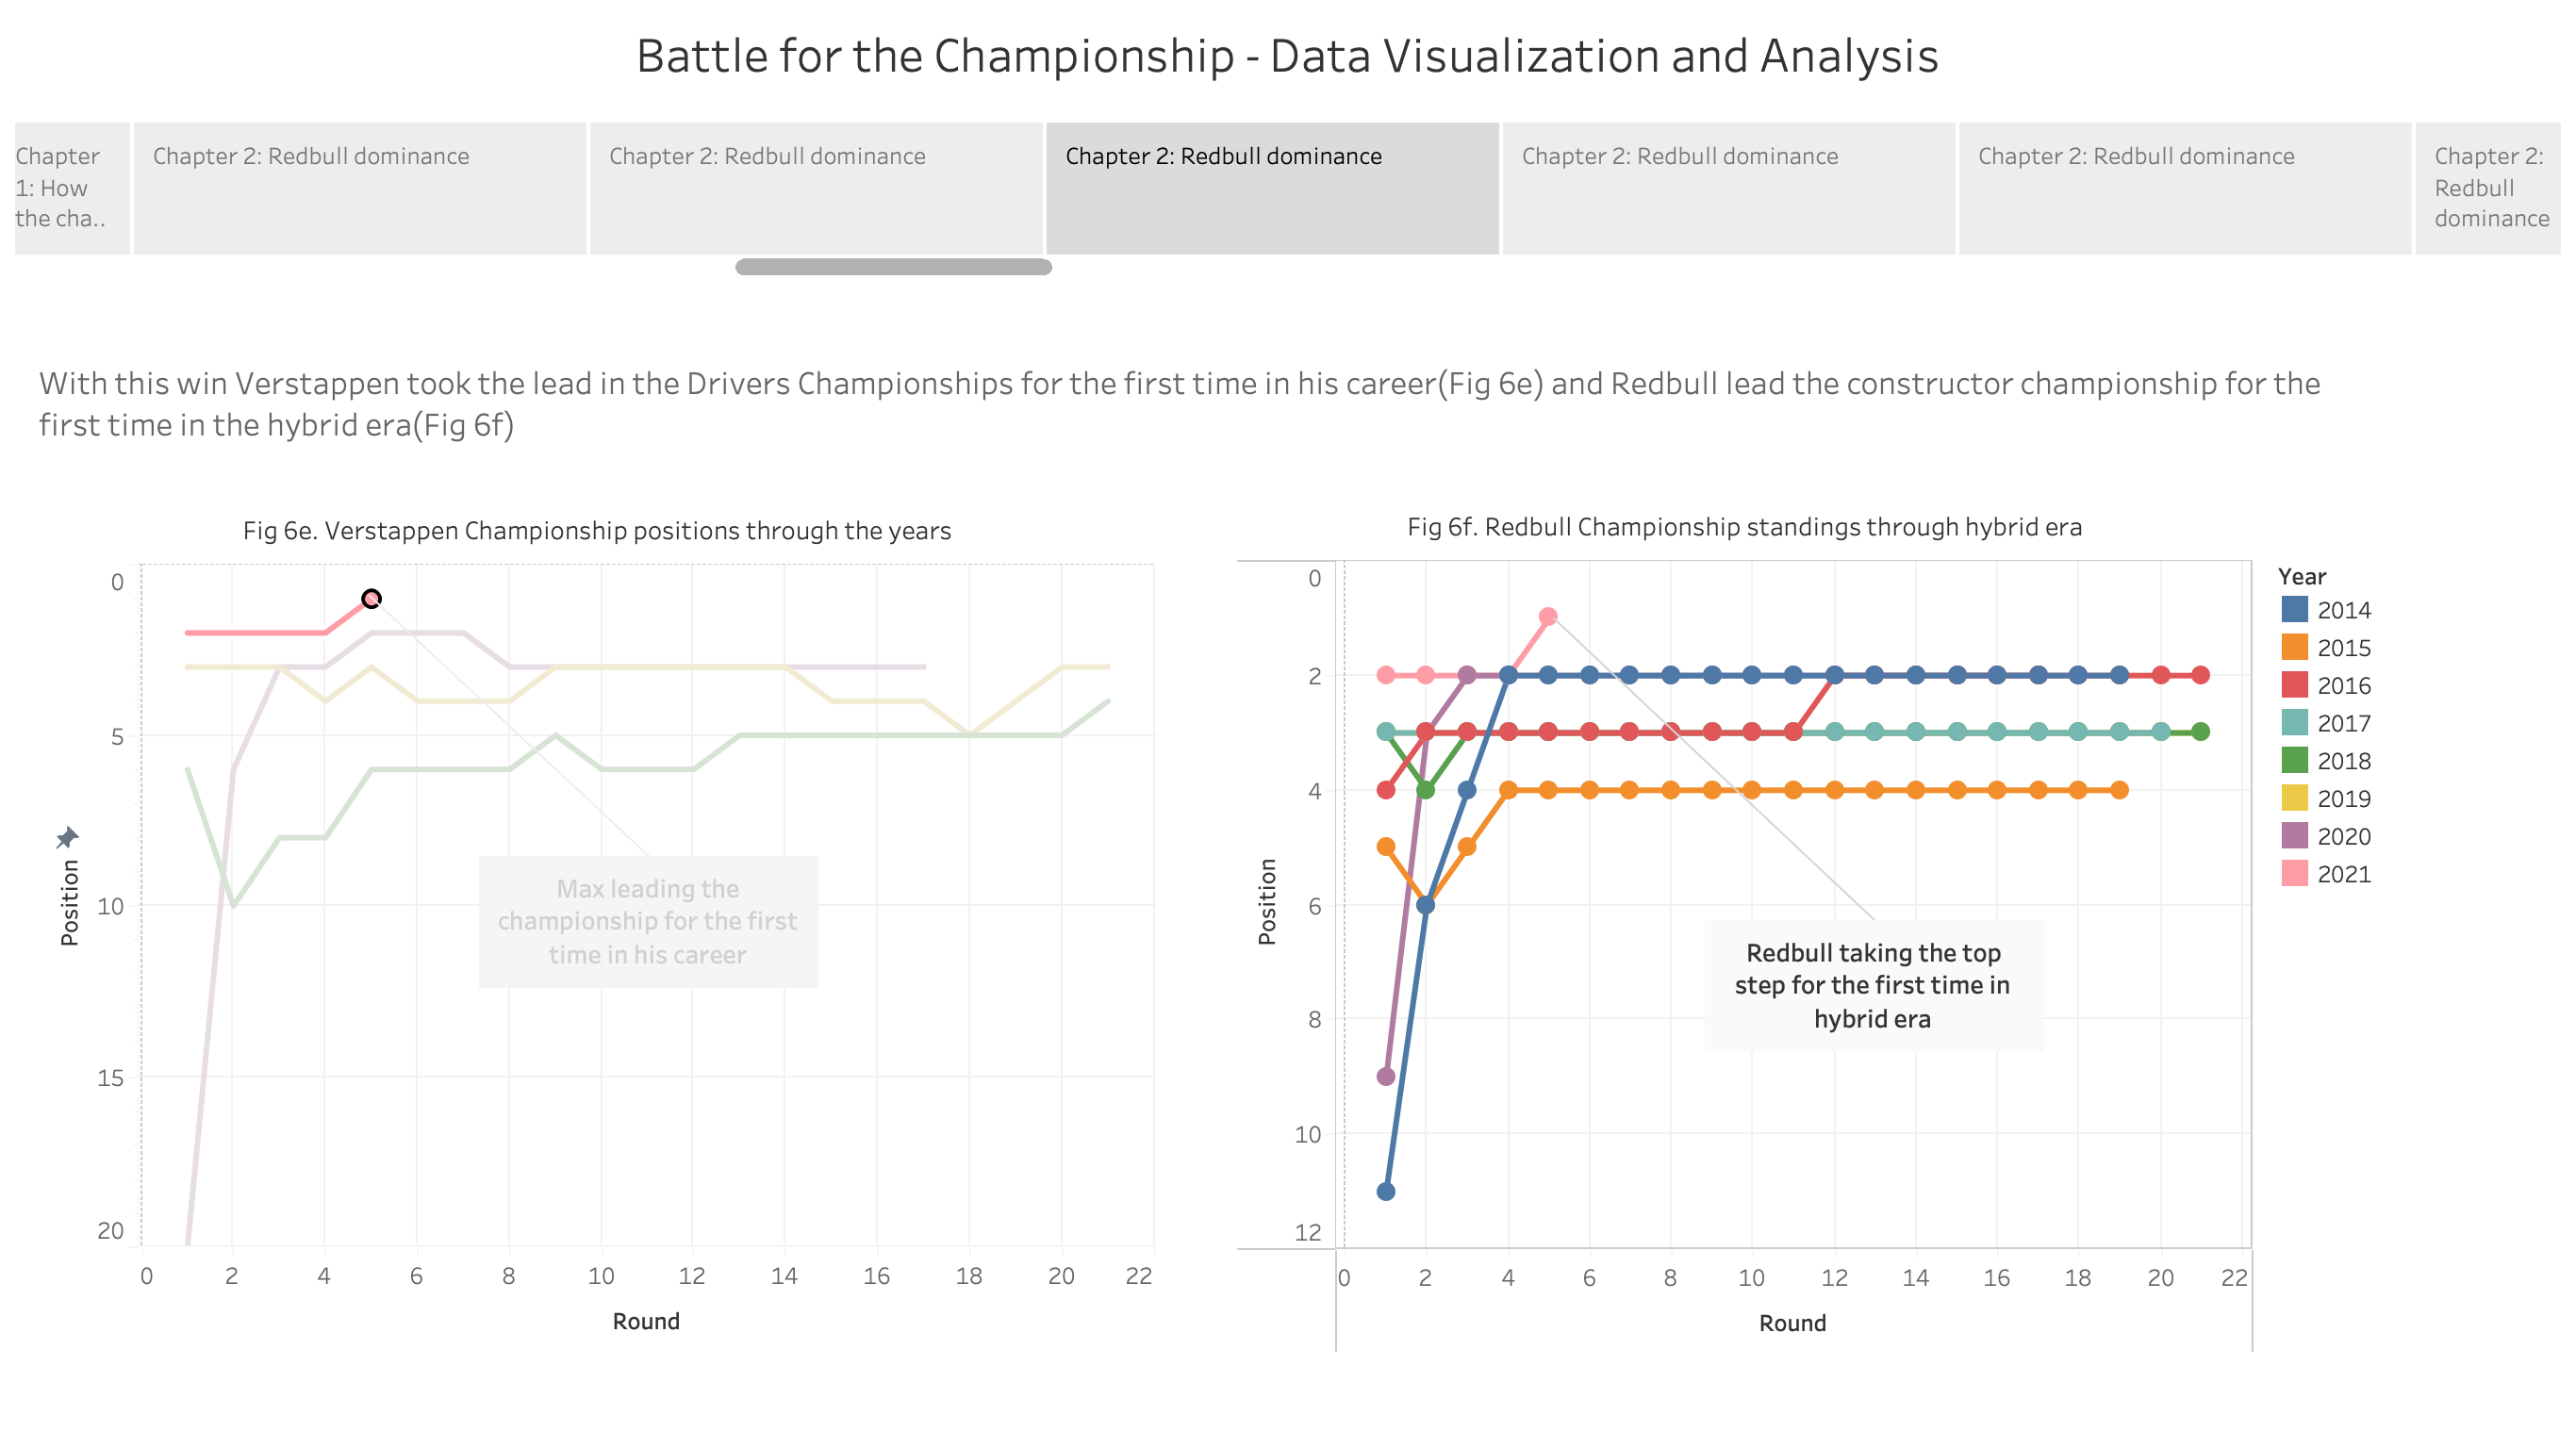 Battle for the Championship - Data Visualization and Analysis
Chapter
1: How
the cha..
Chapter 2: Redbull dominance
Chapter 2: Redbull dominance
Chapter 2: Redbull dominance
Chapter 2: Redbull dominance
Chapter 2: Redbull dominance
Chapter 2:
Redbull
dominance
With this win Verstappen took the lead in the Drivers Championships for the first time in his career(Fig 6e) and Redbull lead the constructor championship for the
first time in the hybrid era(Fig 6f)
Fig 6e. Verstappen Championship positions through the years
0
5
10
15
20
Position
Max leading the
championship for the first
time in his career
0 2 4 6 8 10 12 14 16 18 20 22
Round
Fig 6f. Redbull Championship standings through hybrid era
0
2
4
6
8
10
12
Position
Redbull taking the top
step for the first time in
hybrid era
0 2 4 6 8 10 12 14 16 18 20 22
Round
Year
2014
2015
2016
2017
2018
2019
2020
2021